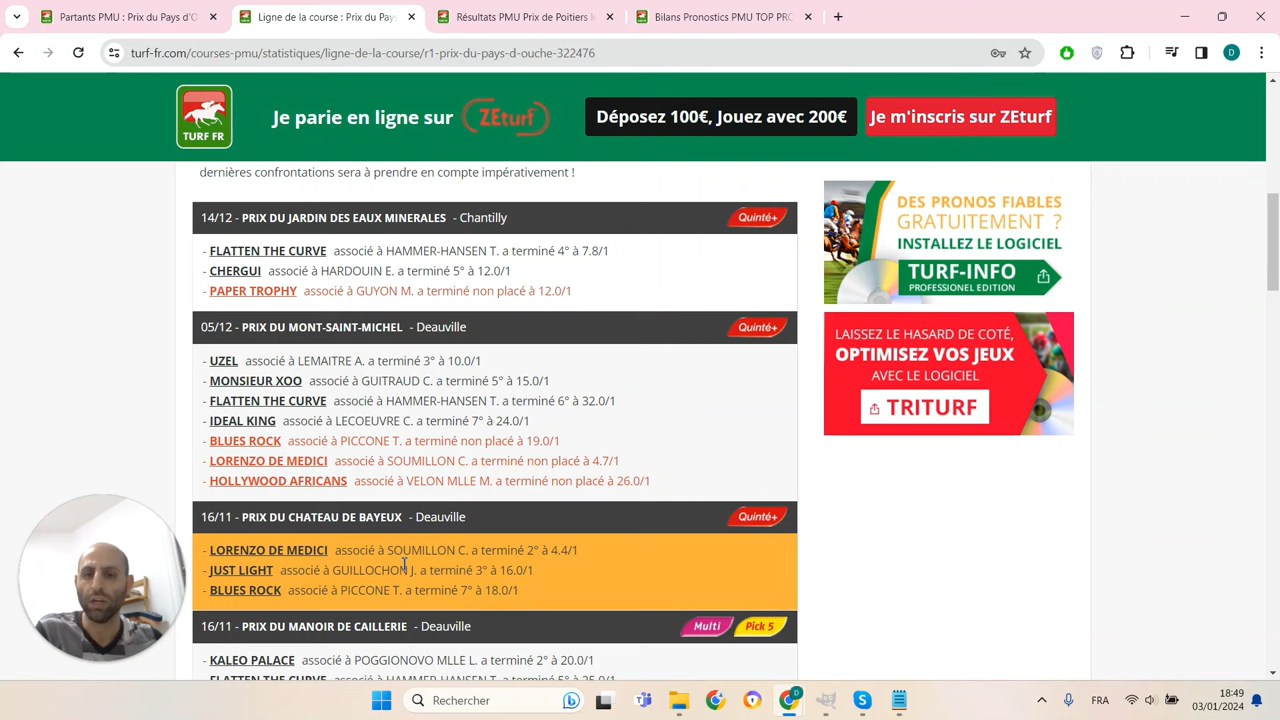 Partants PMU : Prix du Pays d'O
Ligne de la course : Prix du Pays
Résultats PMU Prix de Poitiers l
Bilans Pronostics PMU TOP PRO
turf-fr.com/courses-pmu/statistiques/ligne-de-la-course/r1-prix-du-pays-d-ouche-322476
D
TURF FR
Je parie en ligne sur ZEturf
Déposez 100€, Jouez avec 200€
Je m'inscris sur ZEturf
dernières confrontations sera à prendre en compte impérativement !
14/12 - PRIX DU JARDIN DES EAUX MINERALES - Chantilly Quinté+
- FLATTEN THE CURVE associé à HAMMER-HANSEN T. a terminé 4° à 7.8/1
- CHERGUI associé à HARDOUIN E. a terminé 5° à 12.0/1
- PAPER TROPHY associé à GUYON M. a terminé non placé à 12.0/1
05/12 - PRIX DU MONT-SAINT-MICHEL - Deauville Quinté+
- UZEL associé à LEMAITRE A. a terminé 3° à 10.0/1
- MONSIEUR XOO associé à GUITRAUD C. a terminé 5° à 15.0/1
- FLATTEN THE CURVE associé à HAMMER-HANSEN T. a terminé 6° à 32.0/1
- IDEAL KING associé à LECOEUVRE C. a terminé 7° à 24.0/1
- BLUES ROCK associé à PICCONE T. a terminé non placé à 19.0/1
- LORENZO DE MEDICI associé à SOUMILLON C. a terminé non placé à 4.7/1
- HOLLYWOOD AFRICANS associé à VELON MLLE M. a terminé non placé à 26.0/1
16/11 - PRIX DU CHATEAU DE BAYEUX - Deauville Quinté+
- LORENZO DE MEDICI associé à SOUMILLON C. a terminé 2° à 4.4/1
- JUST LIGHT associé à GUILLOCHON J. a terminé 3° à 16.0/1
- BLUES ROCK associé à PICCONE T. a terminé 7° à 18.0/1
16/11 - PRIX DU MANOIR DE CAILLERIE - Deauville Multi Pick 5
- KALEO PALACE associé à POGGIONOVO MLLE L. a terminé 2° à 20.0/1
- FLATTEN THE CURVE associé à HAMMER-HANSEN T. a terminé 5° à 25.0/1
DES PRONOS FIABLES
GRATUITEMENT ?
INSTALLEZ LE LOGICIEL
TURF-INFO
PROFESSIONEL EDITION
LAISSEZ LE HASARD DE COTÉ,
OPTIMISEZ VOS JEUX
AVEC LE LOGICIEL
TRITURF
Rechercher
D
FRA
18:49
03/01/2024